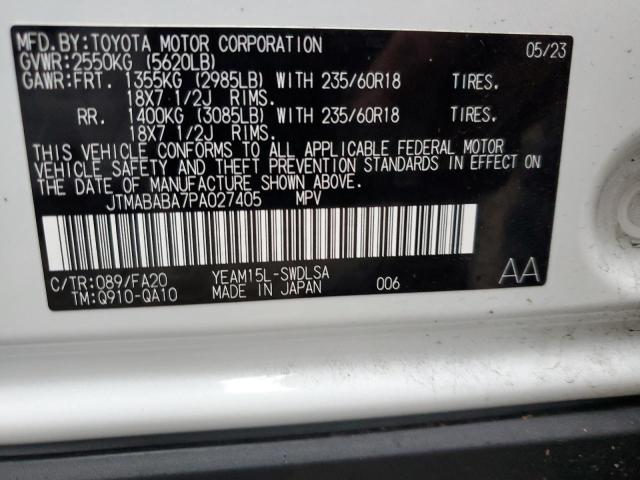 MFD.BY:TOYOTA MOTOR CORPORATION 05/23
GVWR:2550KG (5620LB)
GAWR:FRT. 1355KG (2985LB) WITH 235/60R18 TIRES.
18X7 1/2J RIMS.
RR. 1400KG (3085LB) WITH 235/60R18 TIRES.
18X7 1/2J RIMS.
THIS VEHICLE CONFORMS TO ALL APPLICABLE FEDERAL MOTOR
VEHICLE SAFETY AND THEFT PREVENTION STANDARDS IN EFFECT ON
THE DATE OF MANUFACTURE SHOWN ABOVE.
JTMABABA7PA027405 MPV
C/TR:089/FA20 YEAM15L-SWDLSA
TM:Q910-QA10 MADE IN JAPAN 006 AA